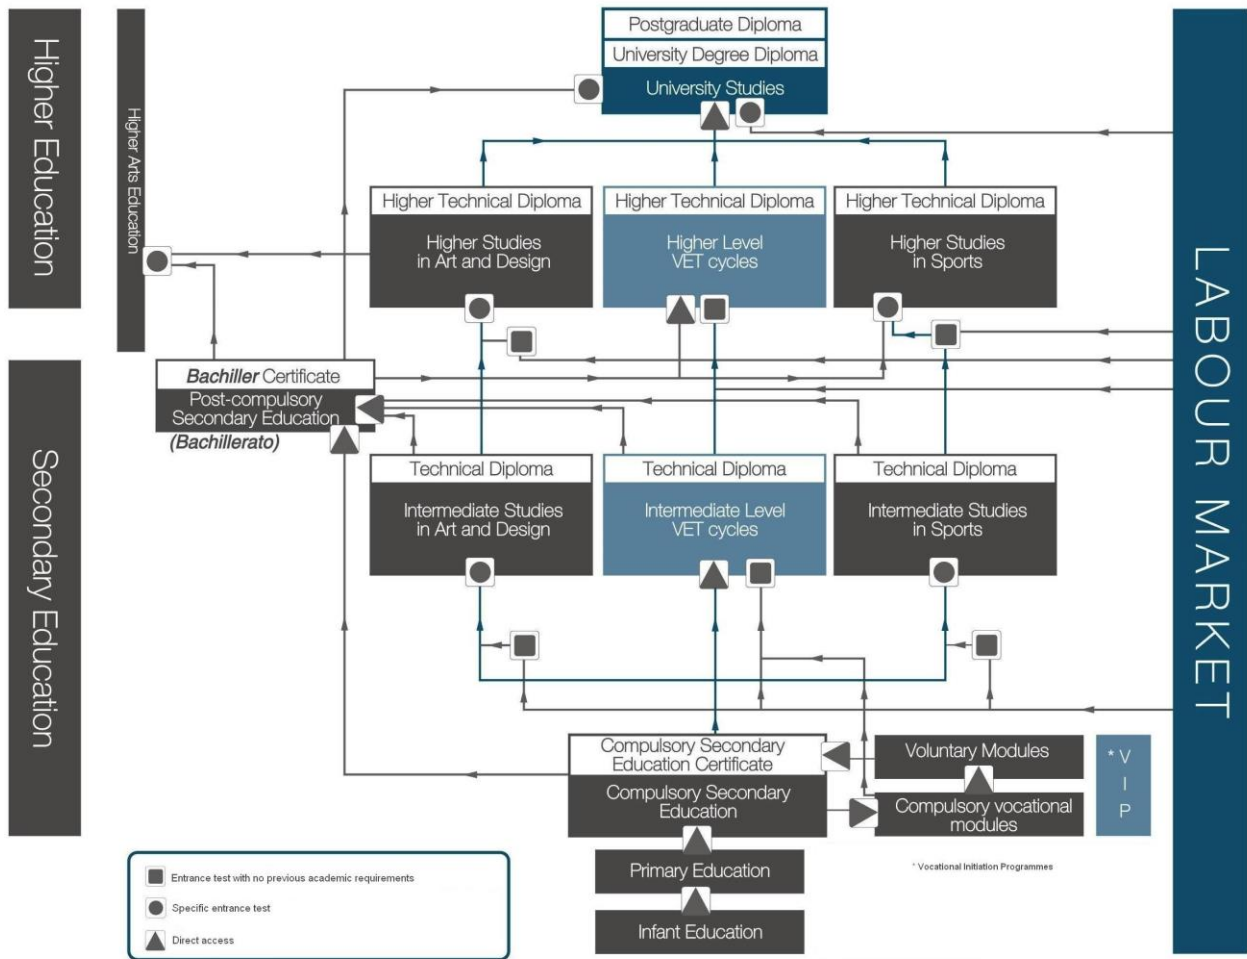 Higher Education
Higher Arts Education
Postgraduate Diploma
University Degree Diploma
University Studies
Higher Technical Diploma
Higher Studies
in Art and Design
Higher Technical Diploma
Higher Level
VET cycles
Higher Technical Diploma
Higher Studies
in Sports
LABOUR MARKET
Secondary Education
Bachiller Certificate
Post-compulsory
Secondary Education
(Bachillerato)
Technical Diploma
Intermediate Studies
in Art and Design
Technical Diploma
Intermediate Level
VET cycles
Technical Diploma
Intermediate Studies
in Sports
Compulsory Secondary
Education Certificate
Compulsory Secondary
Education
Voluntary Modules
Compulsory vocational
modules
* V
I
P
Primary Education
Infant Education
* Vocational Initiation Programmes
Entrance test with no previous academic requirements
Specific entrance test
Direct access